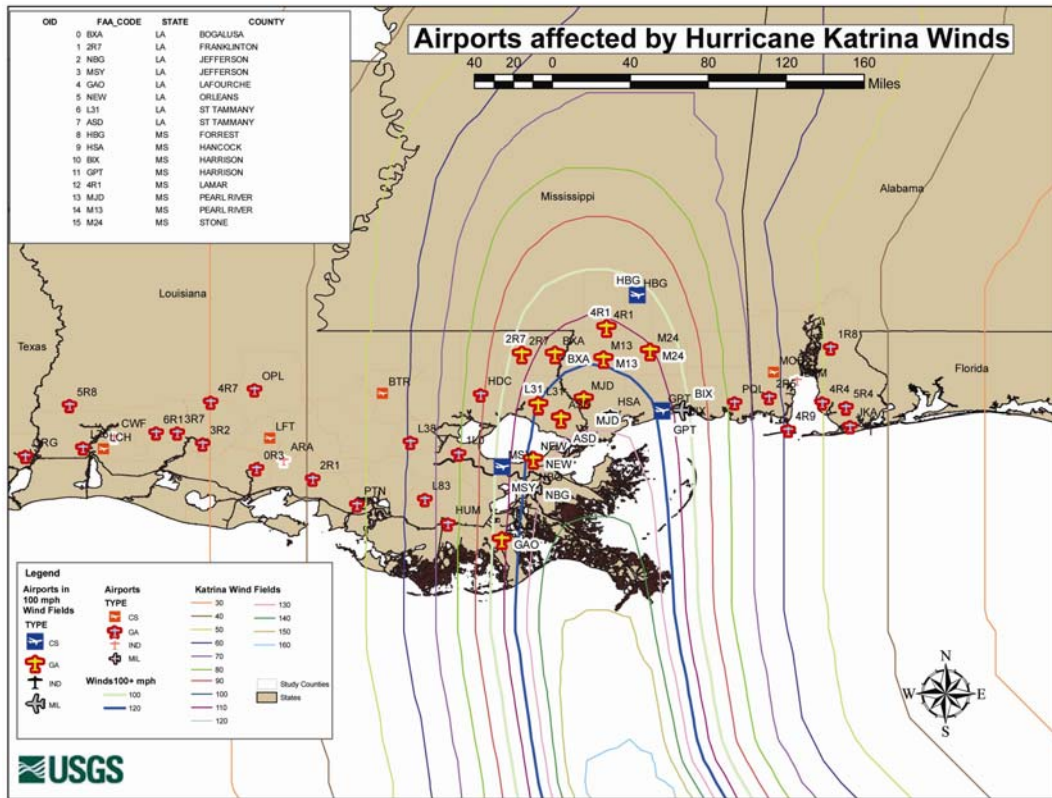 OID FAA_CODE STATE COUNTY
0 BXA LA BOGALUSA
1 2R7 LA FRANKLINTON
2 NBG LA JEFFERSON
3 MSY LA JEFFERSON
4 GAO LA LAFOURCHE
5 NEW LA ORLEANS
6 L31 LA ST TAMMANY
7 ASD LA ST TAMMANY
8 HBG MS FORREST
9 HSA MS HANCOCK
10 BIX MS HARRISON
11 GPT MS HARRISON
12 4R1 MS LAMAR
13 MJD MS PEARL RIVER
14 M13 MS PEARL RIVER
15 M24 MS STONE
Airports affected by Hurricane Katrina Winds
40 20 0 40 80 120 160
Miles
Mississippi
Alabama
Louisiana
Texas
Florida
HBG HBG
4R1 4R1
2R7 2R7 BXA M13 M24
BXA M13 M24
1R8
5R8 4R7 OPL BTR HDC L31 MJD BIX
HSA GPT POL 4R4 5R4
CWF 6R1 3R7 LFT MJD GPT 4R9 JKA
LCH 3R2 ARA L38 1L0 ASD
0R3 2R1 NEW
NEW
PTN L83 MSY NBG
HUM
GAO
Legend
Airports in
100 mph
Wind Fields
TYPE
CS
GA
IND
MIL
Airports
TYPE
CS
GA
IND
MIL
Winds100+ mph
100
120
Katrina Wind Fields
30
40
50
60
70
80
90
100
110
120
130
140
150
160
Study Counties
States
N
W E
S
USGS